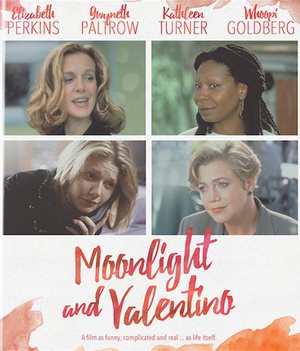 Elizabeth Gwyneth Kathleen Whoopi
PERKINS PALTROW TURNER GOLDBERG
Moonlight
and Valentino
A film as funny, complicated and real ... as life itself.